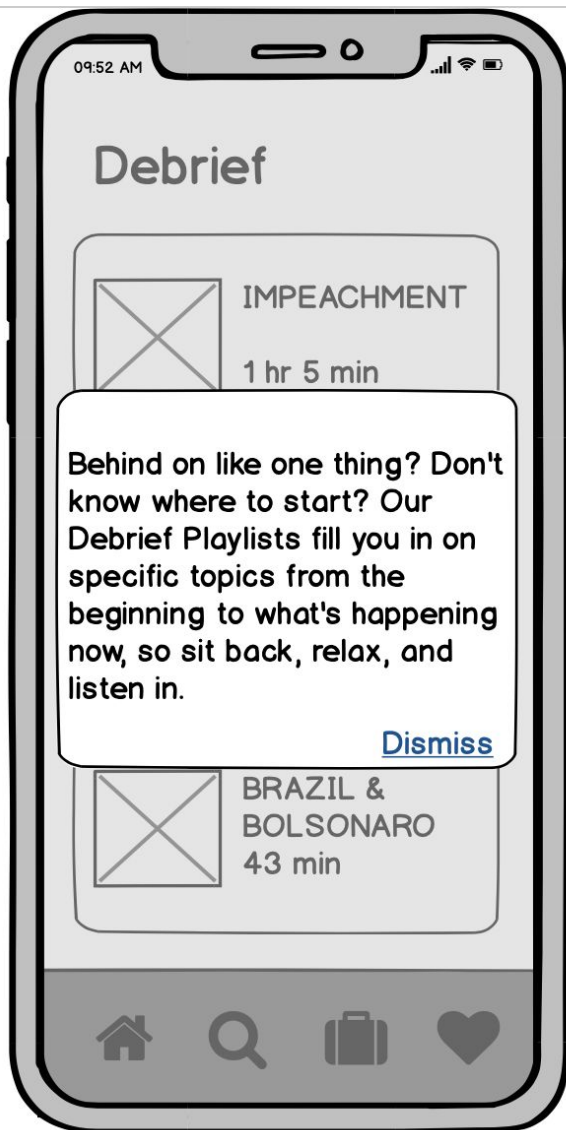 09:52 AM
Debrief
IMPEACHMENT
1 hr 5 min
Behind on like one thing? Don't
know where to start? Our
Debrief Playlists fill you in on
specific topics from the
beginning to what's happening
now, so sit back, relax, and
listen in.
Dismiss
BRAZIL &
BOLSONARO
43 min